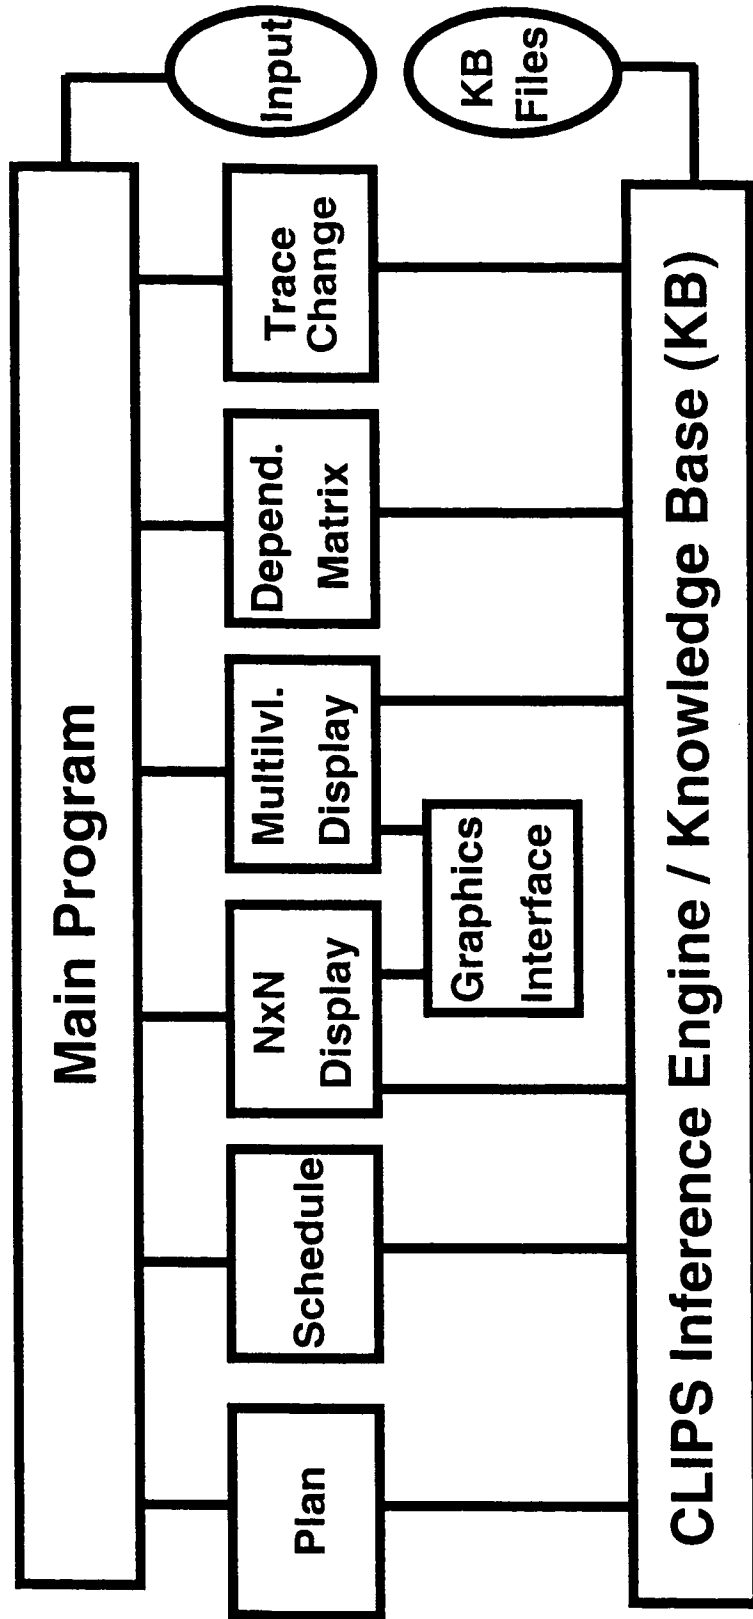 Main Program
Plan
Schedule
NxN
Display
Multilvl.
Display
Depend.
Matrix
Trace
Change
Input
Graphics
Interface
KB
Files
CLIPS Inference Engine / Knowledge Base (KB)